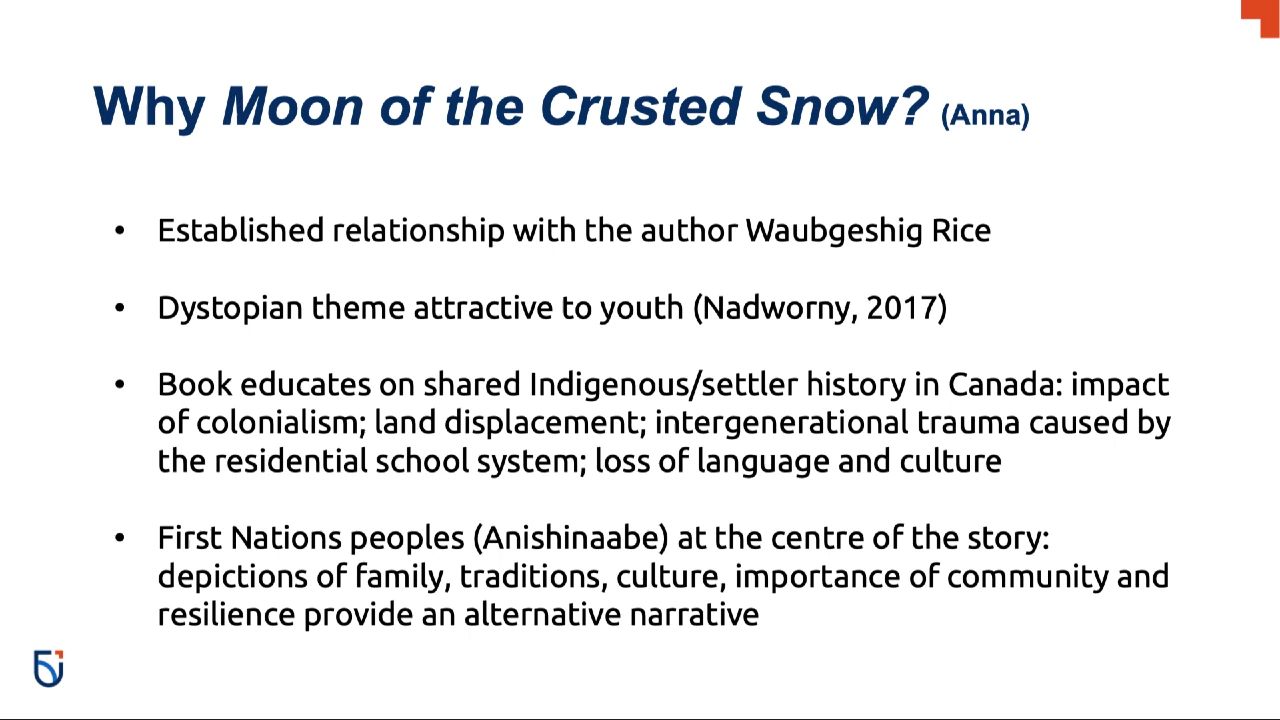 Why Moon of the Crusted Snow? (Anna)
• Established relationship with the author Waubgeshig Rice
• Dystopian theme attractive to youth (Nadworny, 2017)
• Book educates on shared Indigenous/settler history in Canada: impact
of colonialism; land displacement; intergenerational trauma caused by
the residential school system; loss of language and culture
• First Nations peoples (Anishinaabe) at the centre of the story:
depictions of family, traditions, culture, importance of community and
resilience provide an alternative narrative